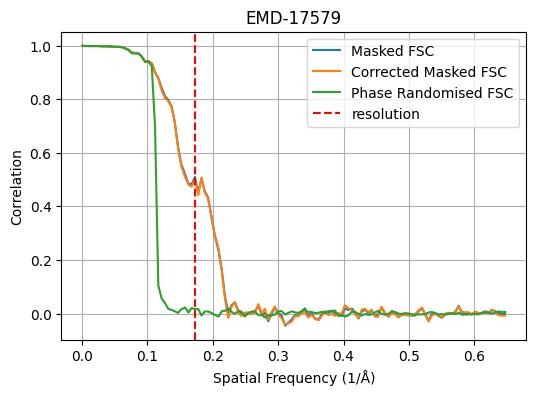 EMD-17579
Masked FSC
Corrected Masked FSC
Phase Randomised FSC
resolution
Correlation
1.0
0.8
0.6
0.4
0.2
0.0
0.0 0.1 0.2 0.3 0.4 0.5 0.6
Spatial Frequency (1/Å)